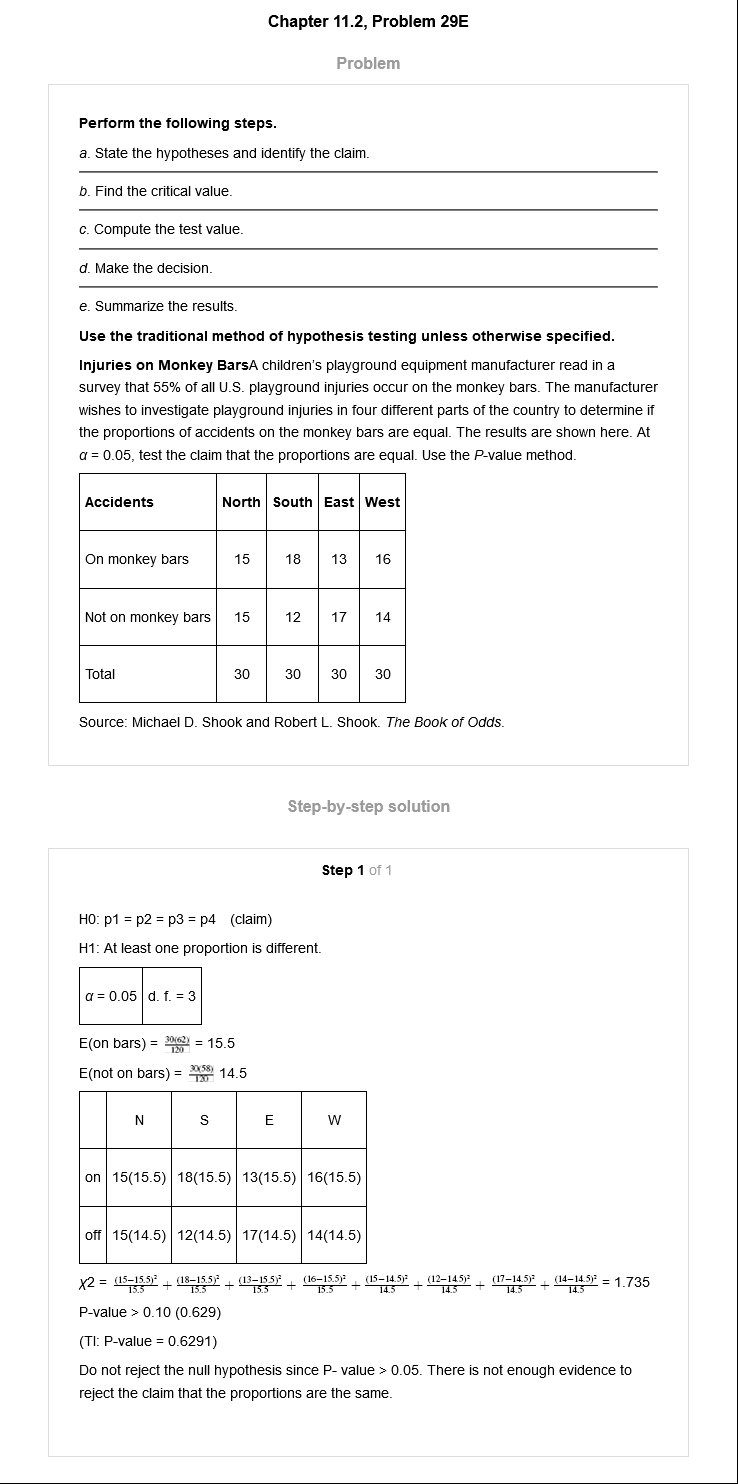 Chapter 11.2, Problem 29E
Problem
Perform the following steps.
a. State the hypotheses and identify the claim.
b. Find the critical value.
c. Compute the test value.
d. Make the decision.
e. Summarize the results.
Use the traditional method of hypothesis testing unless otherwise specified.
Injuries on Monkey BarsA children's playground equipment manufacturer read in a
survey that 55% of all U.S. playground injuries occur on the monkey bars. The manufacturer
wishes to investigate playground injuries in four different parts of the country to determine if
the proportions of accidents on the monkey bars are equal. The results are shown here. At
α = 0.05, test the claim that the proportions are equal. Use the P-value method.
Accidents North South East West
On monkey bars 15 18 13 16
Not on monkey bars 15 12 17 14
Total 30 30 30 30
Source: Michael D. Shook and Robert L. Shook. The Book of Odds.
Step-by-step solution
Step 1 of 1
H0: p1 = p2 = p3 = p4 (claim)
H1: At least one proportion is different.
α = 0.05 d. f. = 3
E(on bars) = 30(62)/120 = 15.5
E(not on bars) = 30(58)/120 14.5
N S E W
on 15(15.5) 18(15.5) 13(15.5) 16(15.5)
off 15(14.5) 12(14.5) 17(14.5) 14(14.5)
χ2 = (15−15.5)²/15.5 + (18−15.5)²/15.5 + (13−15.5)²/15.5 + (16−15.5)²/15.5 + (15−14.5)²/14.5 + (12−14.5)²/14.5 + (17−14.5)²/14.5 + (14−14.5)²/14.5 = 1.735
P-value > 0.10 (0.629)
(TI: P-value = 0.6291)
Do not reject the null hypothesis since P- value > 0.05. There is not enough evidence to
reject the claim that the proportions are the same.